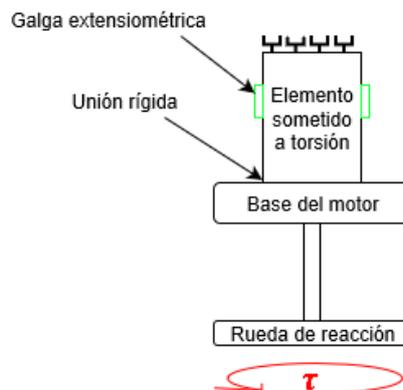 Galga extensiométrica
Unión rígida
Elemento
sometido
a torsión
Base del motor
Rueda de reacción
τ